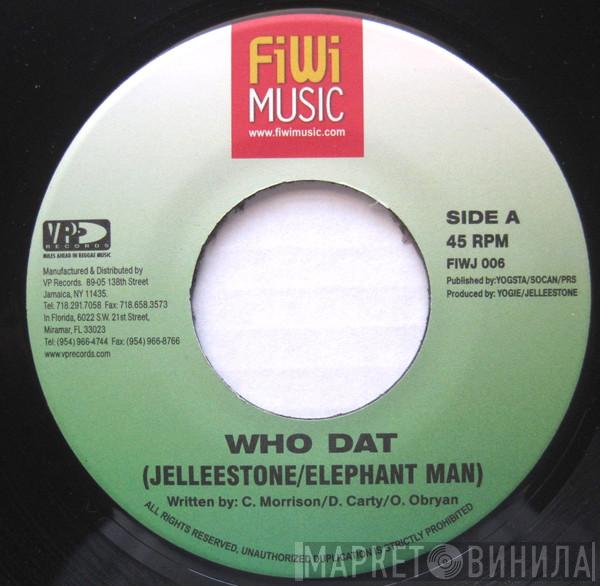 FiWi
MUSIC
www.fiwimusic.com
VP
RECORDS
MILES AHEAD IN REGGAE MUSIC
Manufactured & Distributed by
VP Records. 89-05 138th Street
Jamaica, NY 11435.
Tel: 718.291.7058 Fax: 718.658.3573
In Florida, 6022 S.W. 21st Street,
Miramar, FL 33023
Tel: (954) 966-4744 Fax: (954) 966-8766
www.vprecords.com
SIDE A
45 RPM
FIWJ 006
Published by:YOGSTA/SOCAN/PRS
Produced by: YOGIE/JELLEESTONE
WHO DAT
(JELLEESTONE/ELEPHANT MAN)
Written by: C. Morrison/D. Carty/O. Obryan
ALL RIGHTS RESERVED, UNAUTHORIZED DUPLICATION IS STRICTLY PROHIBITED
МАРКЕТ ВИНИЛА